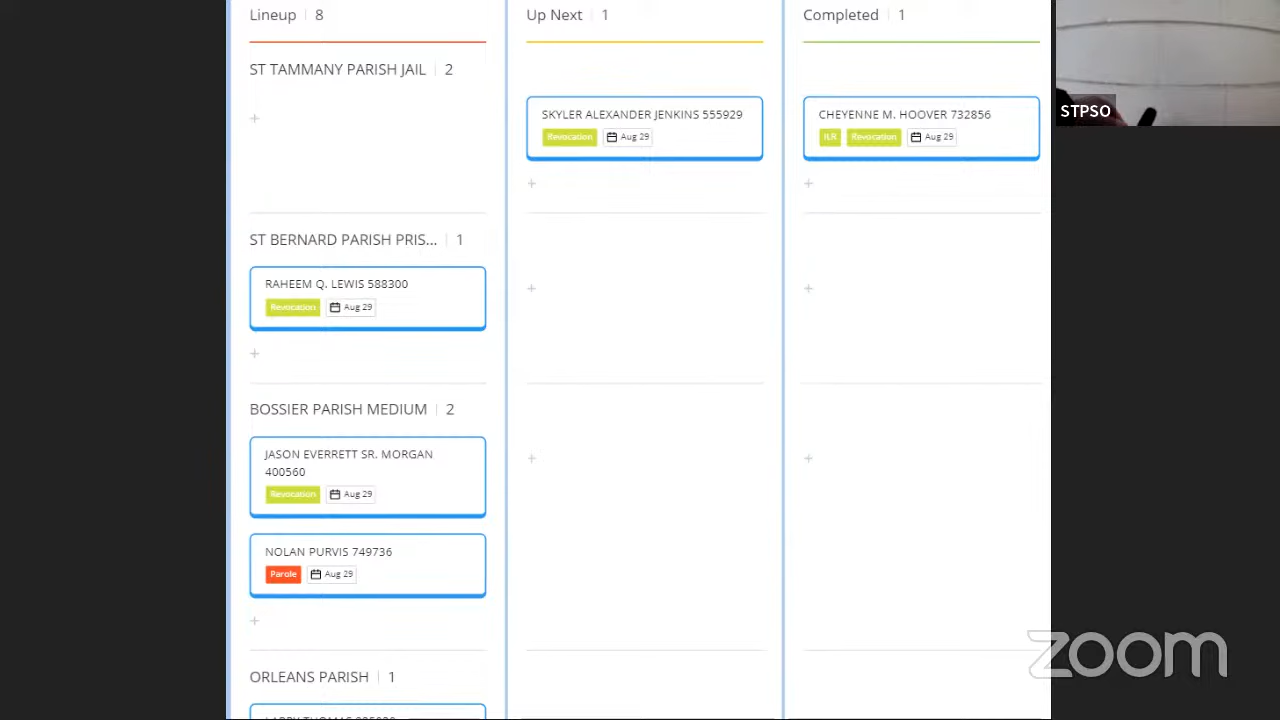 Lineup 8
Up Next 1
Completed 1
ST TAMMANY PARISH JAIL 2
SKYLER ALEXANDER JENKINS 555929
Revocation Aug 29
CHEYENNE M. HOOVER 732856
ILR Revocation Aug 29
STPSO
+
+
+
ST BERNARD PARISH PRIS... 1
RAHEEM Q. LEWIS 588300
Revocation Aug 29
+
+
+
BOSSIER PARISH MEDIUM 2
JASON EVERRETT SR. MORGAN
400560
Revocation Aug 29
NOLAN PURVIS 749736
Parole Aug 29
+
+
+
ORLEANS PARISH 1
zoom